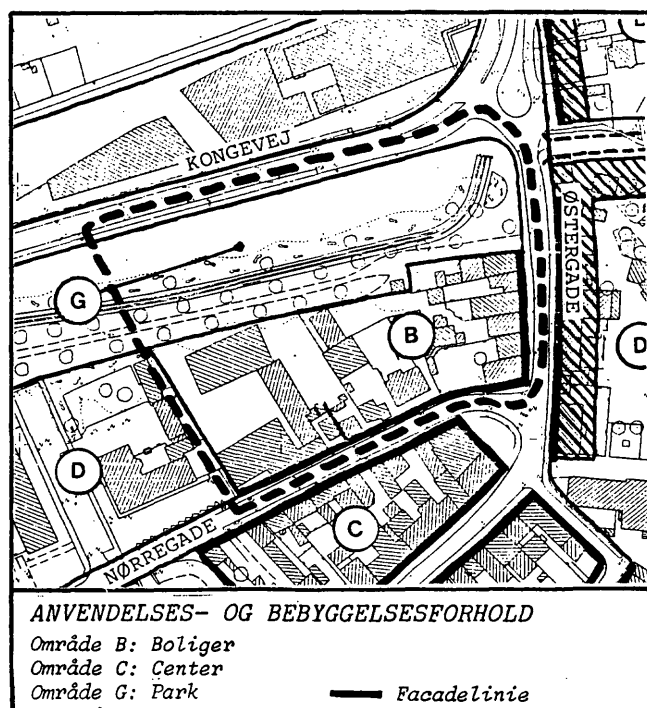 KONGEVEJ
ØSTERGADE
G
B
D
D
C
NØRREGADE
ANVENDELSES- OG BEBYGGELSESFORHOLD
Område B: Boliger
Område C: Center
Område G: Park
Facadelinie